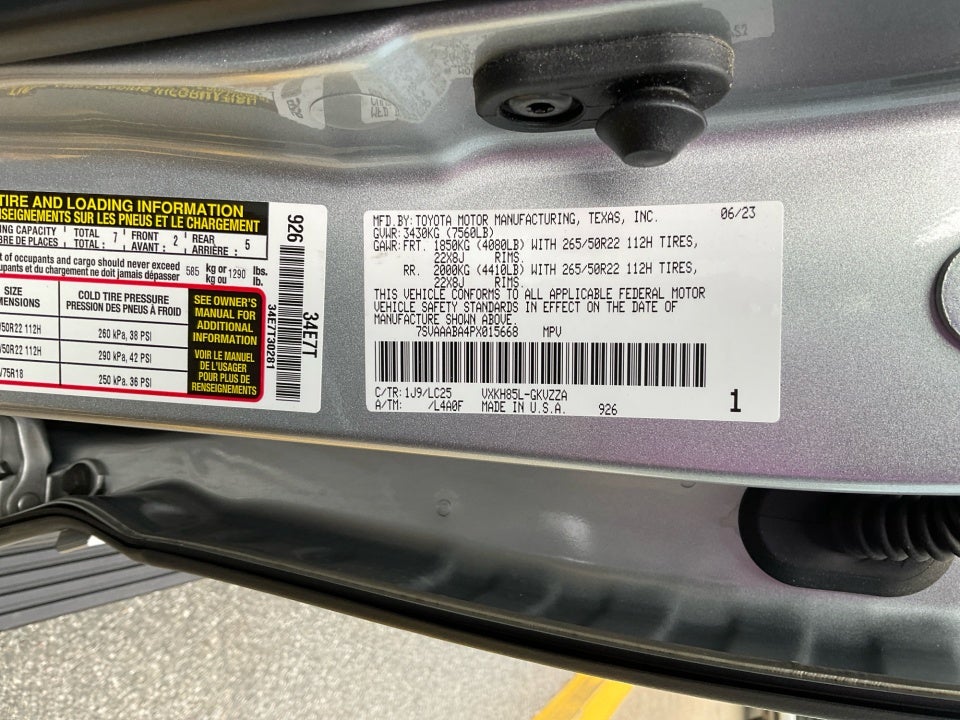 TIRE AND LOADING INFORMATION
NSEIGNEMENTS SUR LES PNEUS ET LE CHARGEMENT
ING CAPACITY TOTAL 7 FRONT 2 REAR 5
BRE DE PLACES TOTAL : AVANT : ARRIÈRE :
t of occupants and cargo should never exceed 585 kg or 1290 lbs.
upants et du chargement ne doit jamais dépasser kg ou lb.
SIZE COLD TIRE PRESSURE
MENSIONS PRESSION DES PNEUS À FROID
50R22 112H 260 kPa, 38 PSI
50R22 112H 290 kPa, 42 PSI
75R18 250 kPa, 36 PSI
SEE OWNER'S
MANUAL FOR
ADDITIONAL
INFORMATION
VOIR LE MANUEL
DE L'USAGER
POUR PLUS DE
RENSEIGNEMENTS
926
34E7T
34E7130281
MFD.BY:TOYOTA MOTOR MANUFACTURING, TEXAS, INC. 06/23
GVWR:3430KG (7560LB)
GAWR:FRT. 1850KG (4080LB) WITH 265/50R22 112H TIRES,
22X8J RIMS.
RR. 2000KG (4410LB) WITH 265/50R22 112H TIRES,
22X8J RIMS.
THIS VEHICLE CONFORMS TO ALL APPLICABLE FEDERAL MOTOR
VEHICLE SAFETY STANDARDS IN EFFECT ON THE DATE OF
MANUFACTURE SHOWN ABOVE.
7SVAAABA4PX015668 MPV
C/TR:1J9/LC25 VXKH85L-GKVZZA
A/TM: /L4A0F MADE IN U.S.A. 926 1